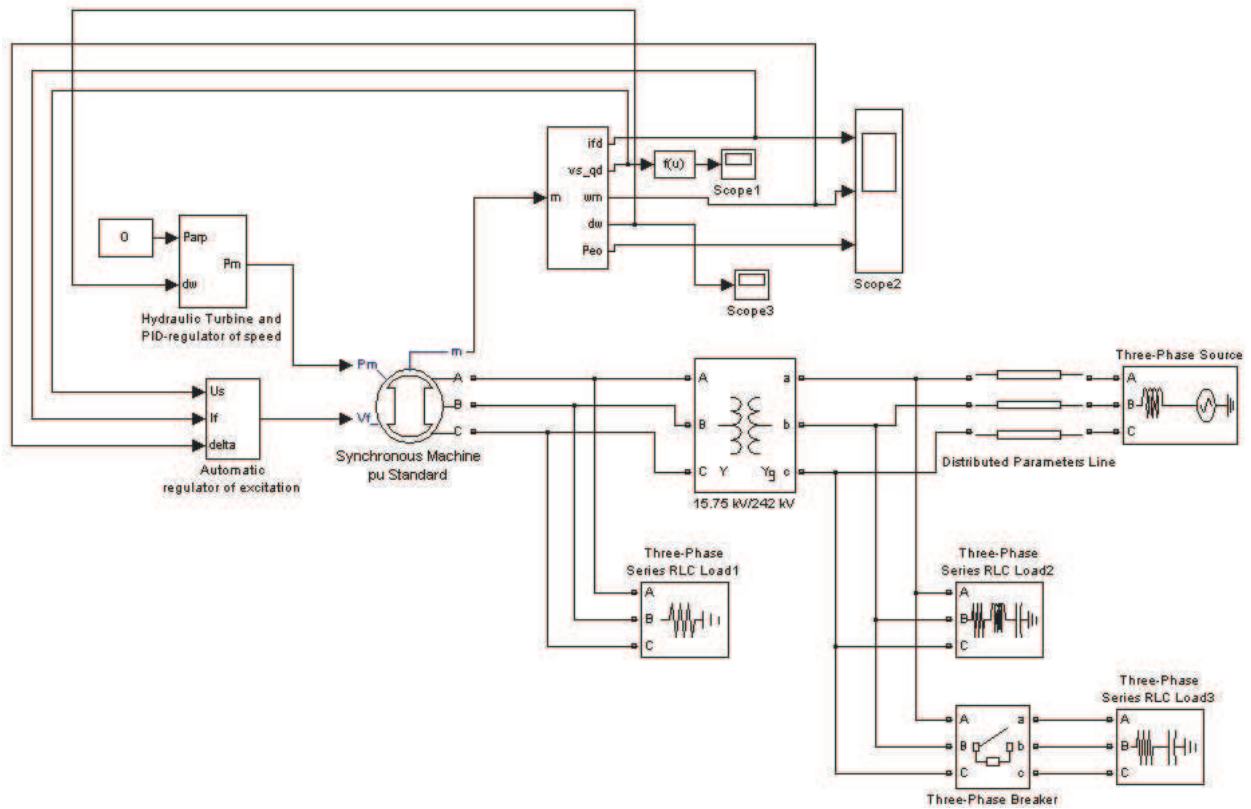 ifd
vs_qd
wm
dw
Peo
m
f(u)
Scope1
Scope2
Scope3
0
Parp
dw
Pm
Hydraulic Turbine and
PID-regulator of speed
Us
If
delta
Automatic
regulator of excitation
Pm
Vf_
m
A
B
C
Synchronous Machine
pu Standard
A
B
C
Y
a
b
c
Yg
15.75 kV/242 kV
Distributed Parameters Line
Three-Phase Source
A
B
C
Three-Phase
Series RLC Load1
A
B
C
Three-Phase
Series RLC Load2
A
B
C
A
B
C
a
b
c
Three-Phase Breaker
Three-Phase
Series RLC Load3
A
B
C